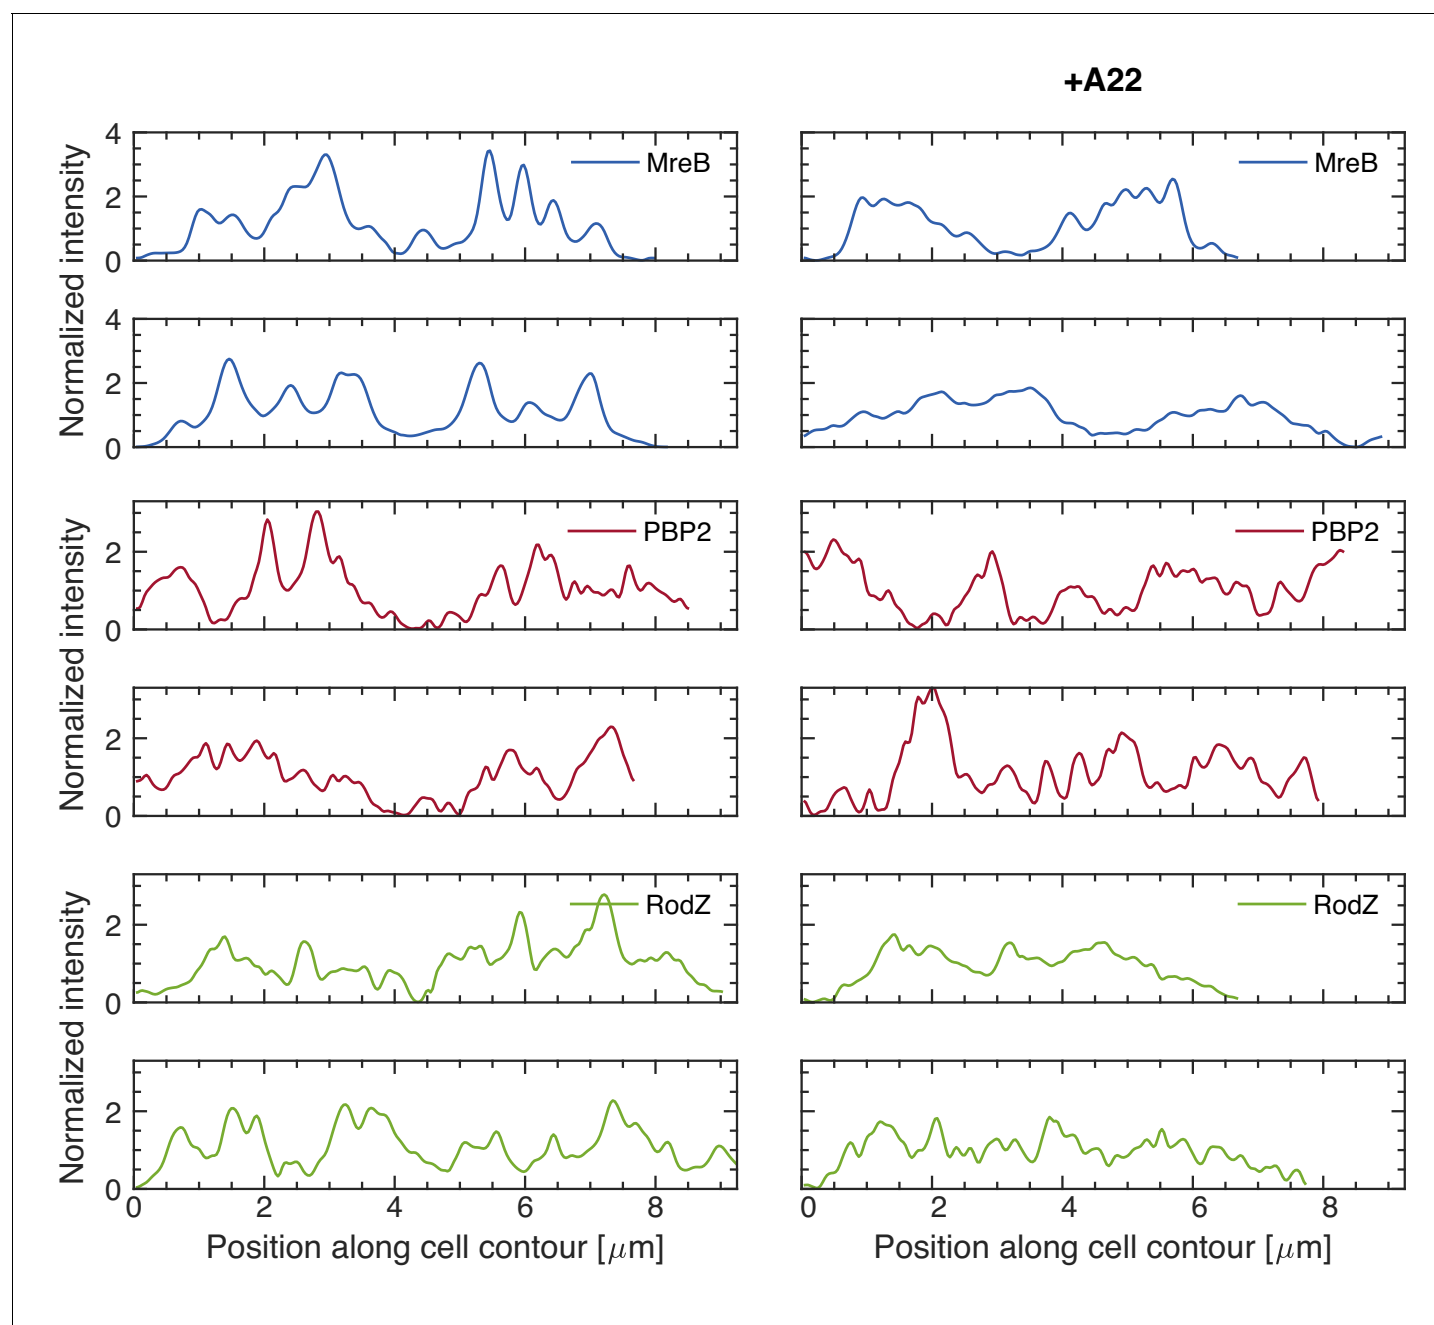 +A22
Normalized intensity
4
2
0
MreB
MreB
4
2
0
Normalized intensity
2
0
PBP2
PBP2
2
0
Normalized intensity
2
0
RodZ
RodZ
2
0
0 2 4 6 8
0 2 4 6 8
Position along cell contour [μm]
Position along cell contour [μm]